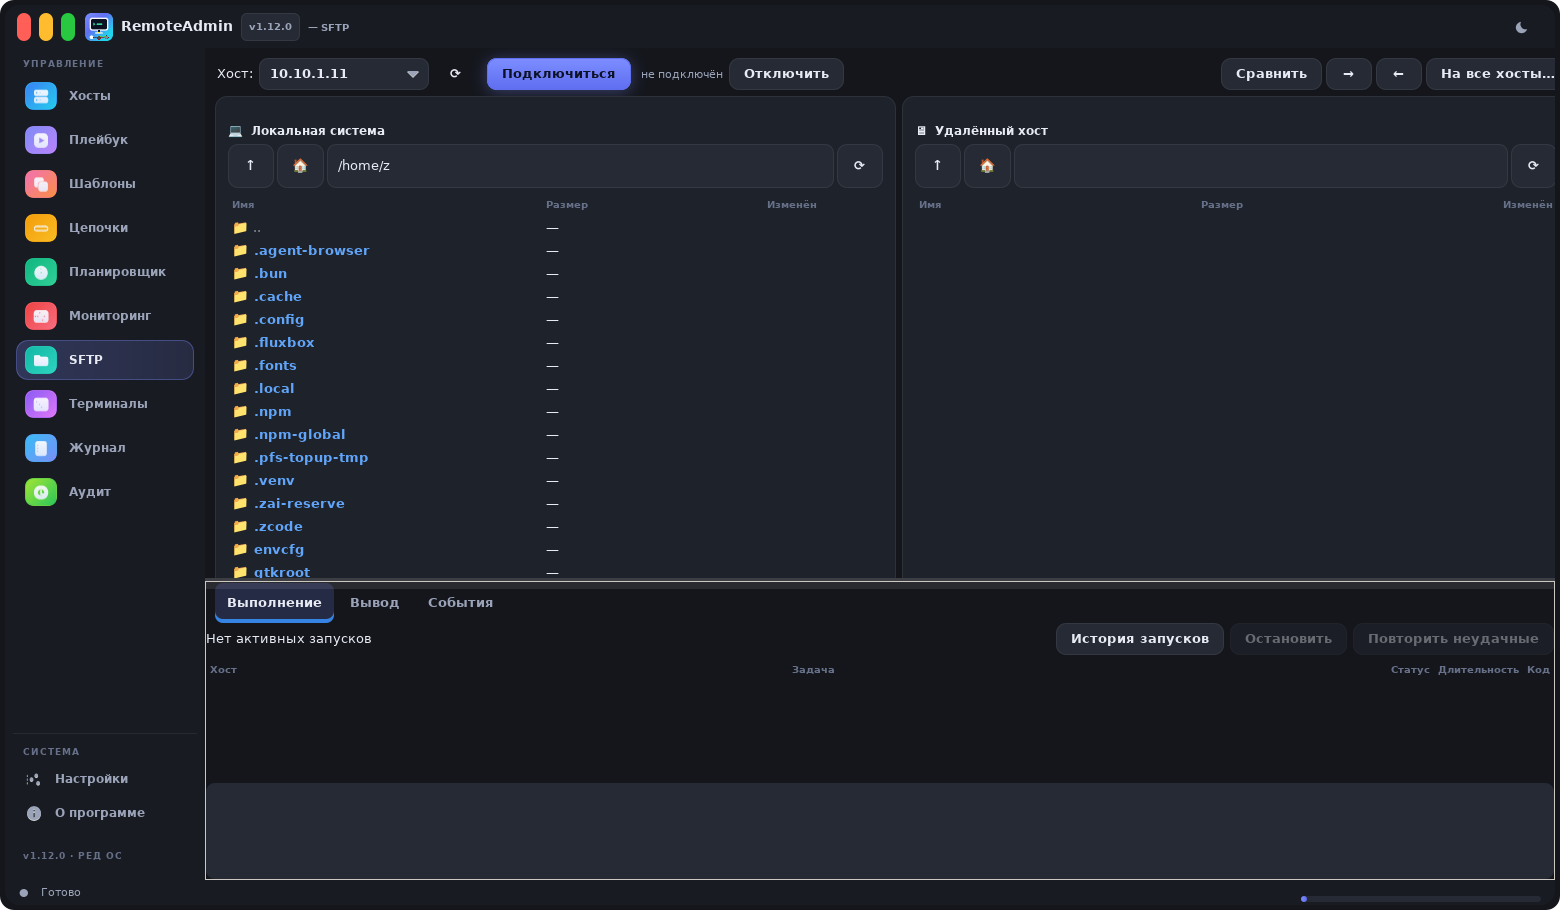 RemoteAdmin v1.12.0 — SFTP
УПРАВЛЕНИЕ
Хосты
Плейбук
Шаблоны
Цепочки
Планировщик
Мониторинг
SFTP
Терминалы
Журнал
Аудит
СИСТЕМА
Настройки
О программе
v1.12.0 · РЕД ОС
Готово
Хост: 10.10.1.11 ⟳ Подключиться не подключён Отключить Сравнить → ← На все хосты...
Локальная система
↑ /home/z ⟳
Имя Размер Изменён
.. —
.agent-browser —
.bun —
.cache —
.config —
.fluxbox —
.fonts —
.local —
.npm —
.npm-global —
.pfs-topup-tmp —
.venv —
.zai-reserve —
.zcode —
envcfg —
gtkroot —
Удалённый хост
↑ ⟳
Имя Размер Изменён
Выполнение Вывод События
Нет активных запусков История запусков Остановить Повторить неудачные
Хост Задача Статус Длительность Код